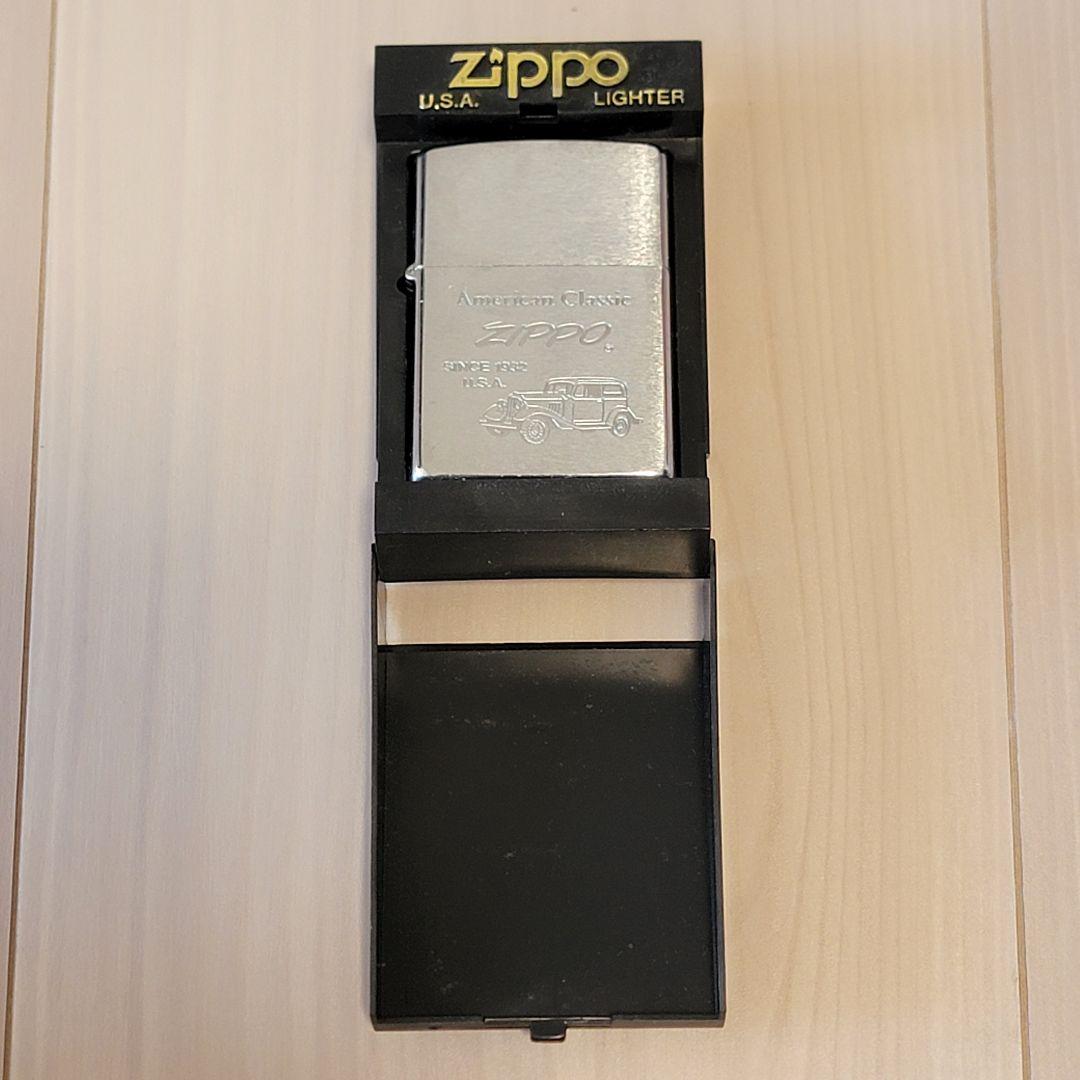 Zippo
U.S.A. LIGHTER
American Classic
ZIPPO
SINCE 1932
U.S.A.